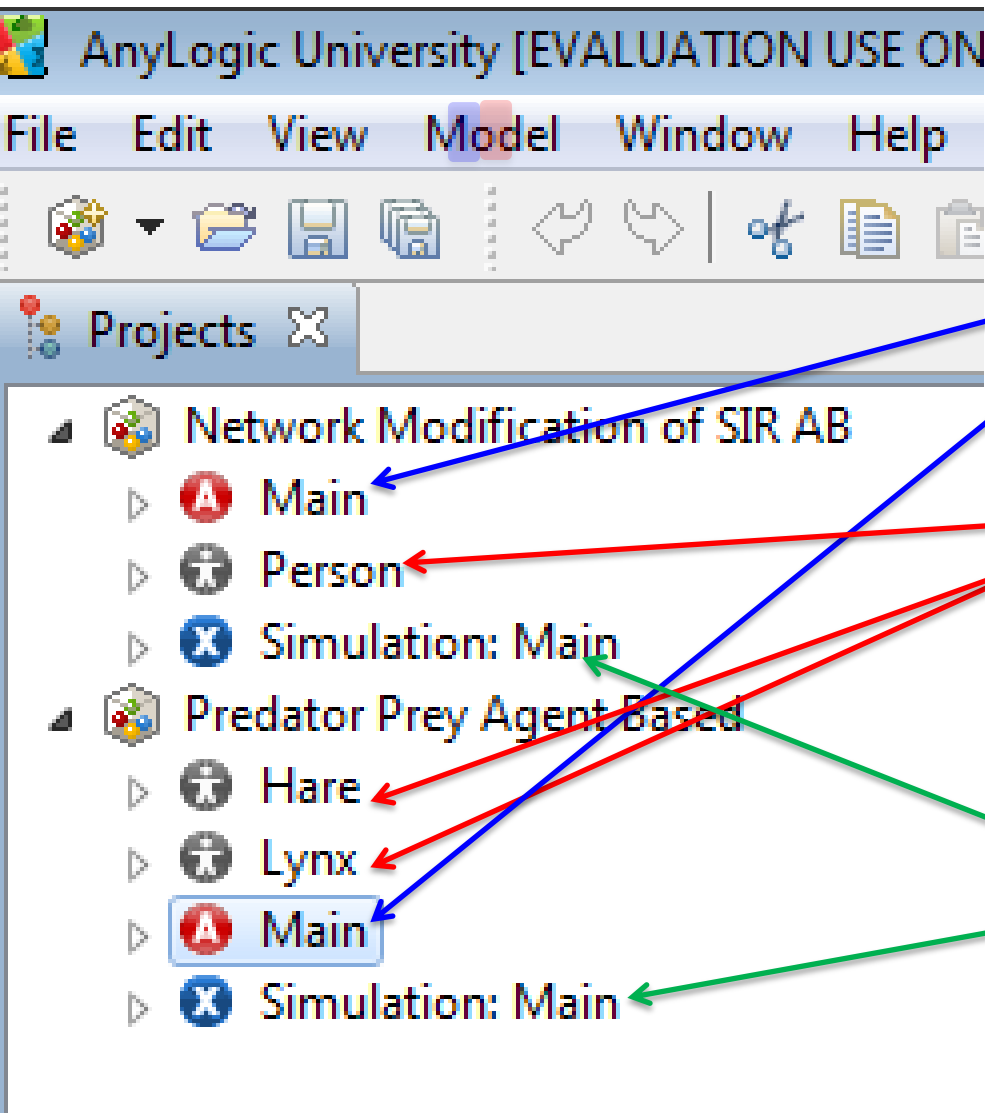 AnyLogic University [EVALUATION USE ON
File Edit View Model Window Help
Projects
Network Modification of SIR AB
Main
Person
Simulation: Main
Predator Prey Agent Based
Hare
Lynx
Main
Simulation: Main